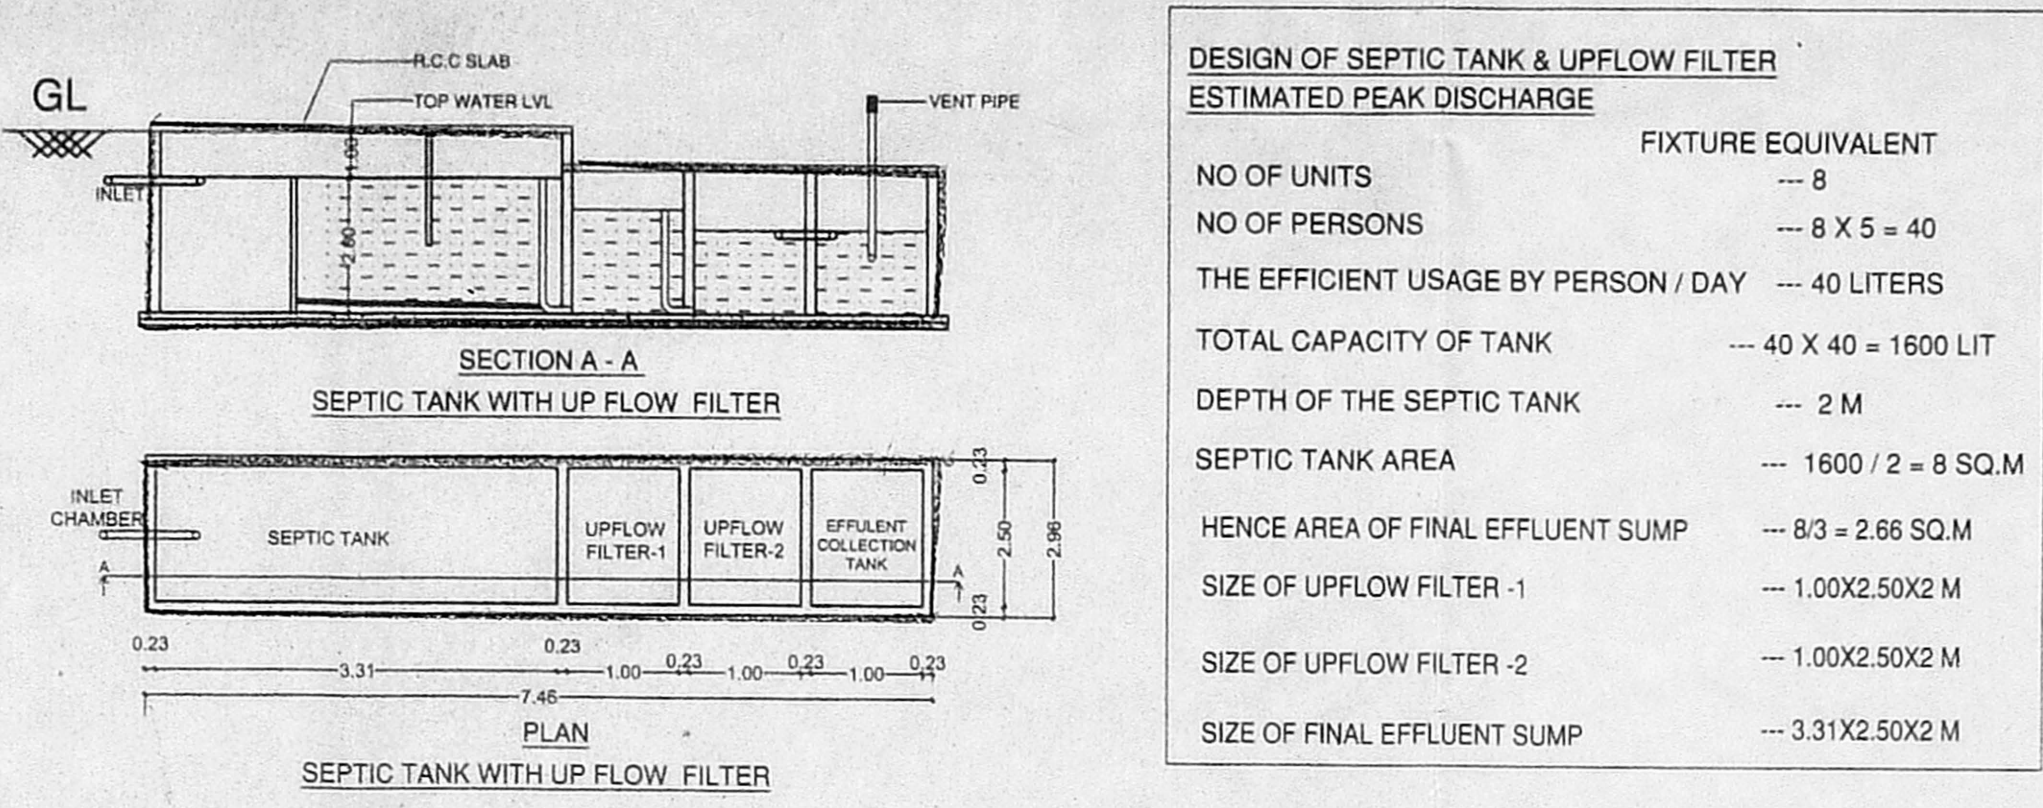 GL
R.C.C SLAB
TOP WATER LVL
VENT PIPE
INLET
1.00
2.60
SECTION A - A
SEPTIC TANK WITH UP FLOW FILTER
INLET
CHAMBER
SEPTIC TANK
UPFLOW
FILTER-1
UPFLOW
FILTER-2
EFFULENT
COLLECTION
TANK
A
A
0.23
2.50
2.96
0.23
0.23
0.23
0.23
0.23
0.23
3.31
1.00
1.00
1.00
7.46
PLAN
SEPTIC TANK WITH UP FLOW FILTER
DESIGN OF SEPTIC TANK & UPFLOW FILTER
ESTIMATED PEAK DISCHARGE
FIXTURE EQUIVALENT
NO OF UNITS --- 8
NO OF PERSONS --- 8 X 5 = 40
THE EFFICIENT USAGE BY PERSON / DAY --- 40 LITERS
TOTAL CAPACITY OF TANK --- 40 X 40 = 1600 LIT
DEPTH OF THE SEPTIC TANK --- 2 M
SEPTIC TANK AREA --- 1600 / 2 = 8 SQ.M
HENCE AREA OF FINAL EFFLUENT SUMP --- 8/3 = 2.66 SQ.M
SIZE OF UPFLOW FILTER -1 --- 1.00X2.50X2 M
SIZE OF UPFLOW FILTER -2 --- 1.00X2.50X2 M
SIZE OF FINAL EFFLUENT SUMP --- 3.31X2.50X2 M